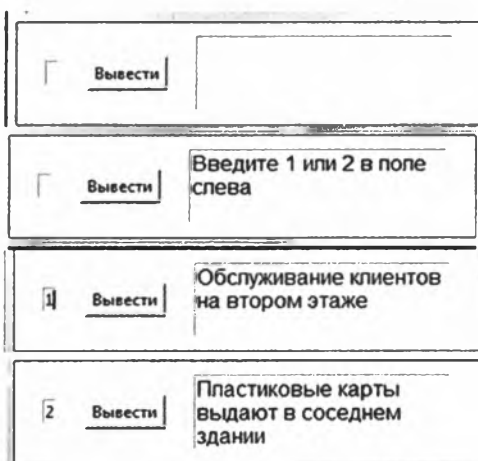 Вывести
Вывести
Введите 1 или 2 в поле
слева
1
Вывести
Обслуживание клиентов
на втором этаже
2
Вывести
Пластиковые карты
выдают в соседнем
здании